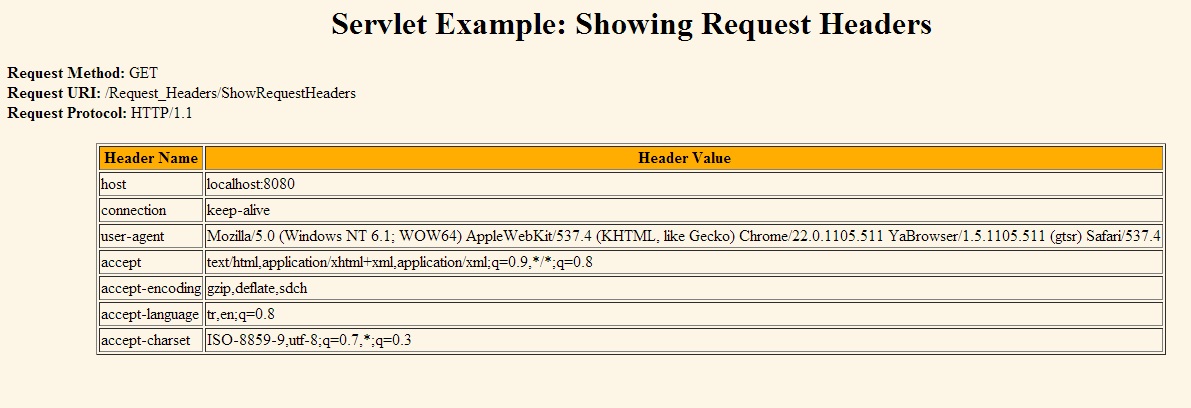 Servlet Example: Showing Request Headers
Request Method: GET
Request URI: /Request_Headers/ShowRequestHeaders
Request Protocol: HTTP/1.1
Header Name Header Value
host localhost:8080
connection keep-alive
user-agent Mozilla/5.0 (Windows NT 6.1; WOW64) AppleWebKit/537.4 (KHTML, like Gecko) Chrome/22.0.1105.511 YaBrowser/1.5.1105.511 (gtsr) Safari/537.4
accept text/html,application/xhtml+xml,application/xml;q=0.9,*/*;q=0.8
accept-encoding gzip,deflate,sdch
accept-language tr,en;q=0.8
accept-charset ISO-8859-9,utf-8;q=0.7,*;q=0.3